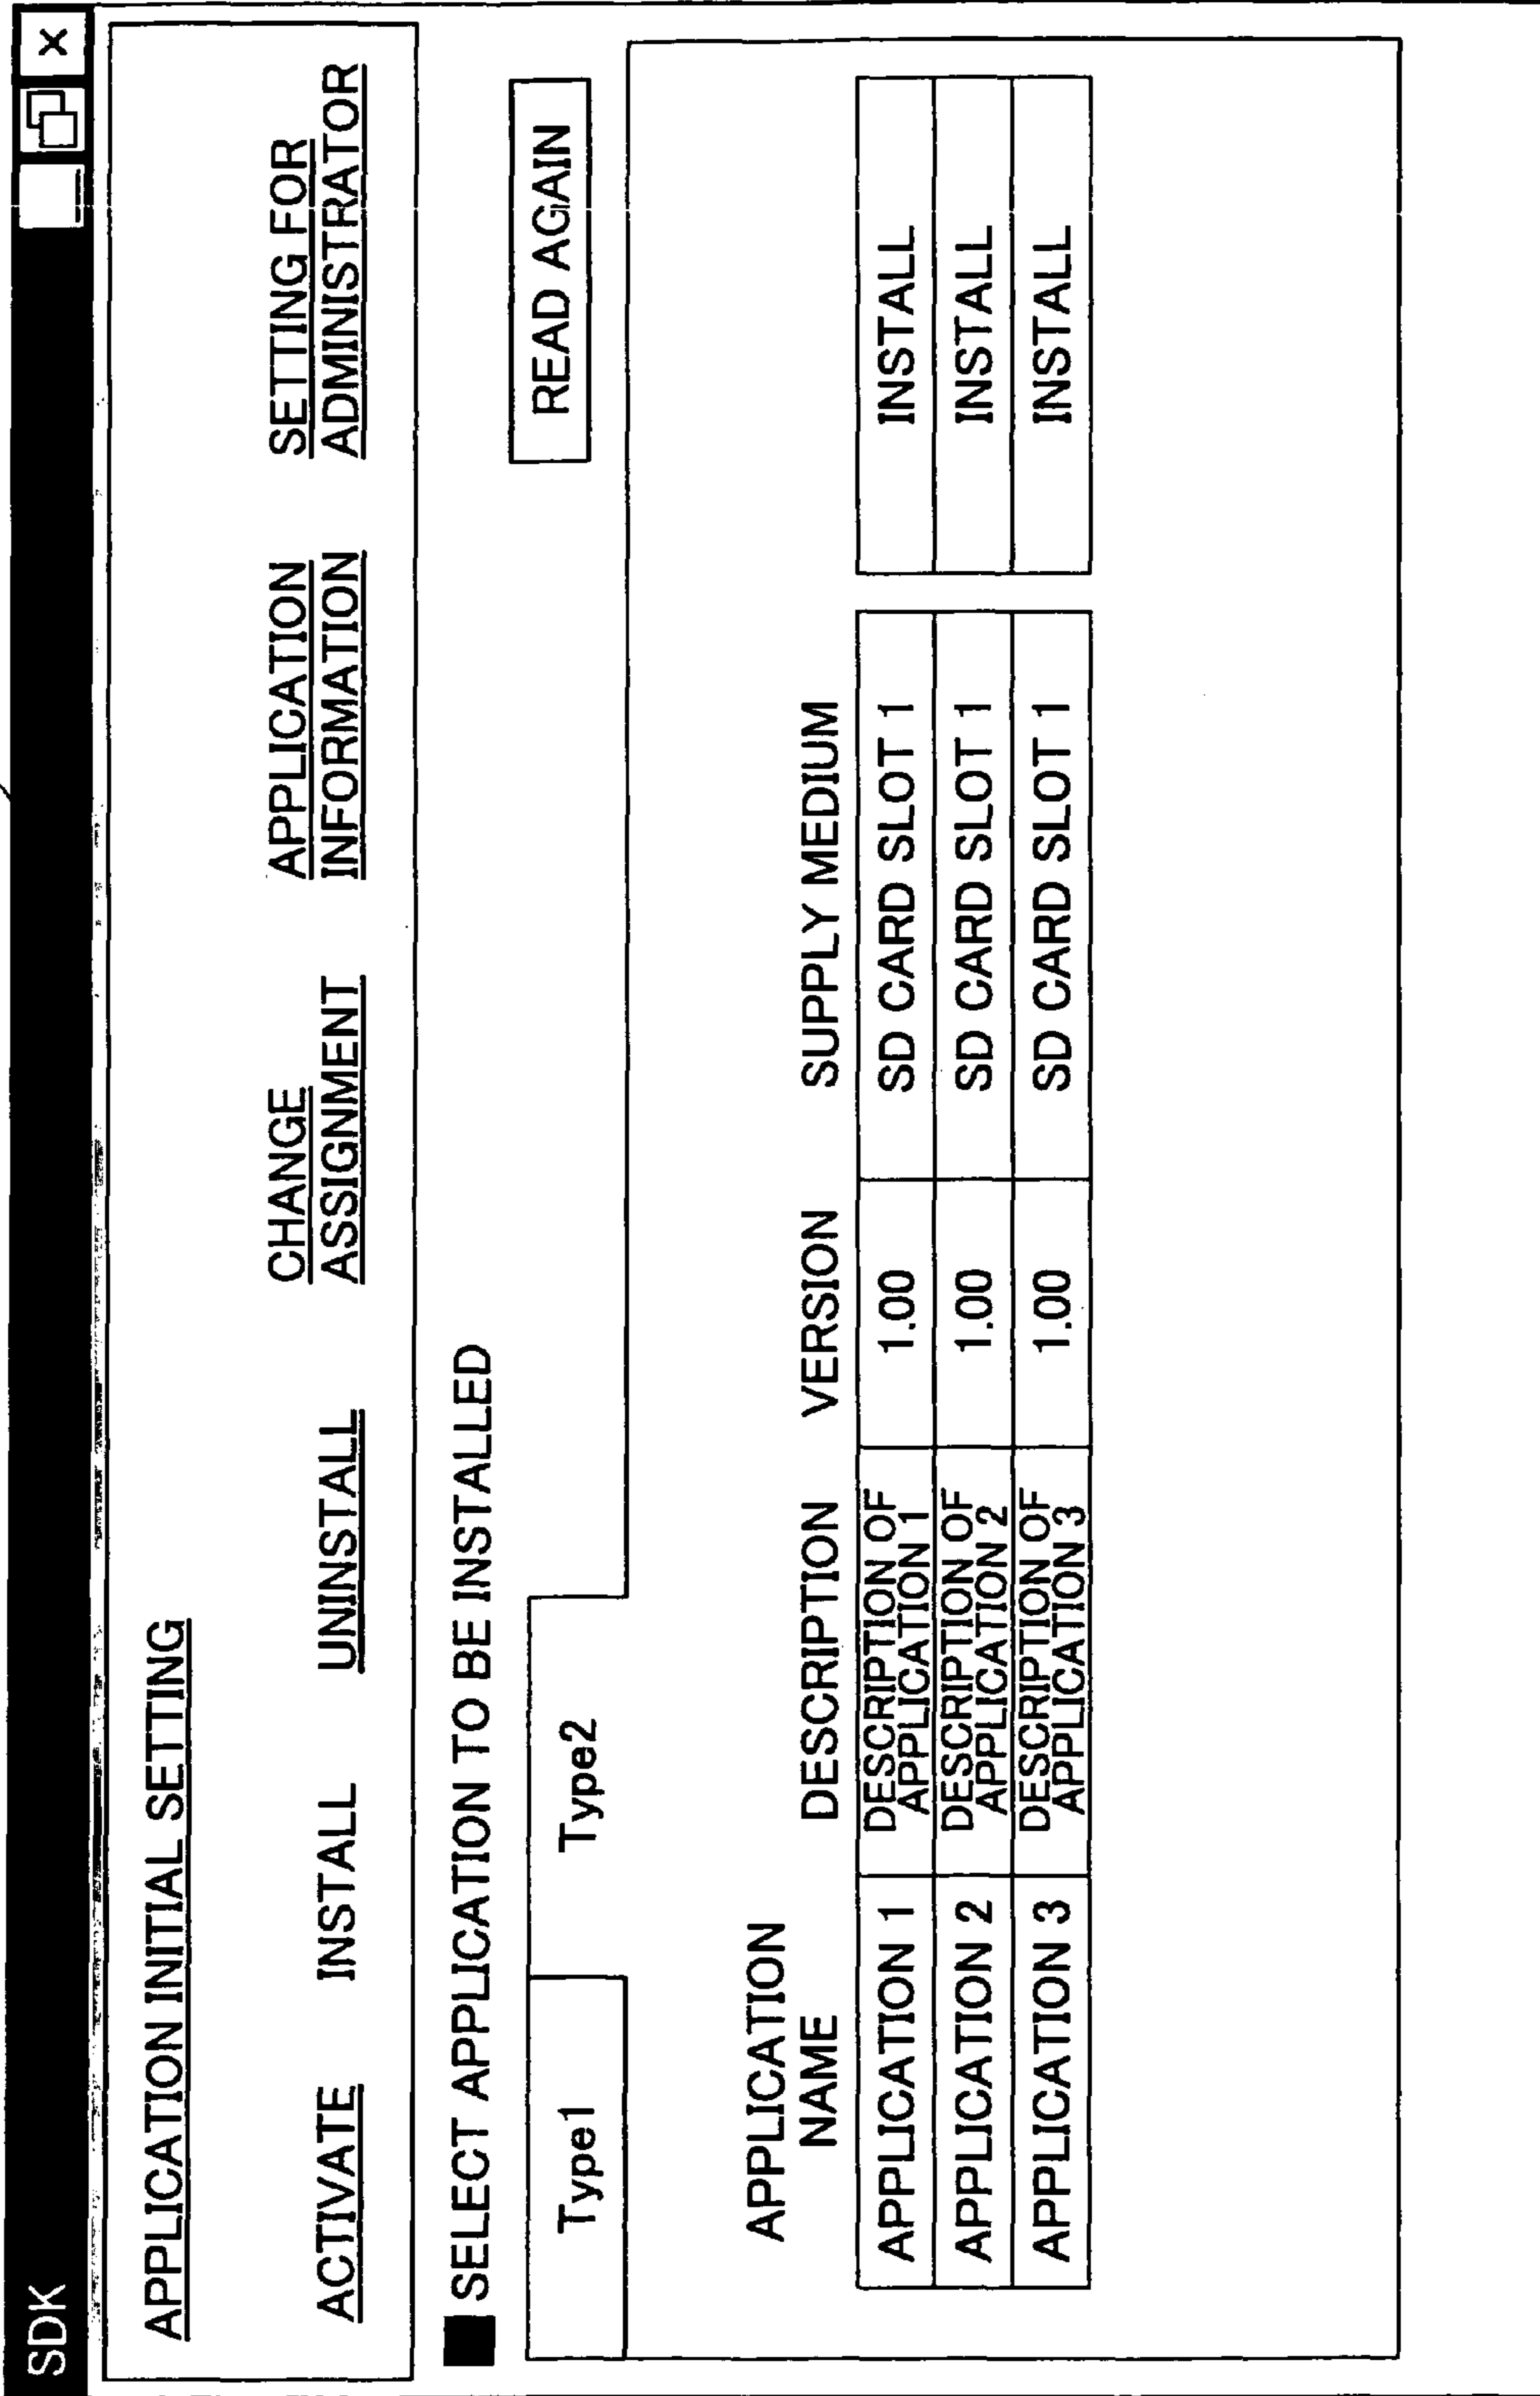 SDK
X
APPLICATION INITIAL SETTING
ACTIVATE
INSTALL
UNINSTALL
CHANGE
ASSIGNMENT
APPLICATION
INFORMATION
SETTING FOR
ADMINISTRATOR
SELECT APPLICATION TO BE INSTALLED
READ AGAIN
Type1
Type2
APPLICATION
NAME
DESCRIPTION
VERSION
SUPPLY MEDIUM
APPLICATION 1
DESCRIPTION OF
APPLICATION 1
1.00
SD CARD SLOT 1
INSTALL
APPLICATION 2
DESCRIPTION OF
APPLICATION 2
1.00
SD CARD SLOT 1
INSTALL
APPLICATION 3
DESCRIPTION OF
APPLICATION 3
1.00
SD CARD SLOT 1
INSTALL